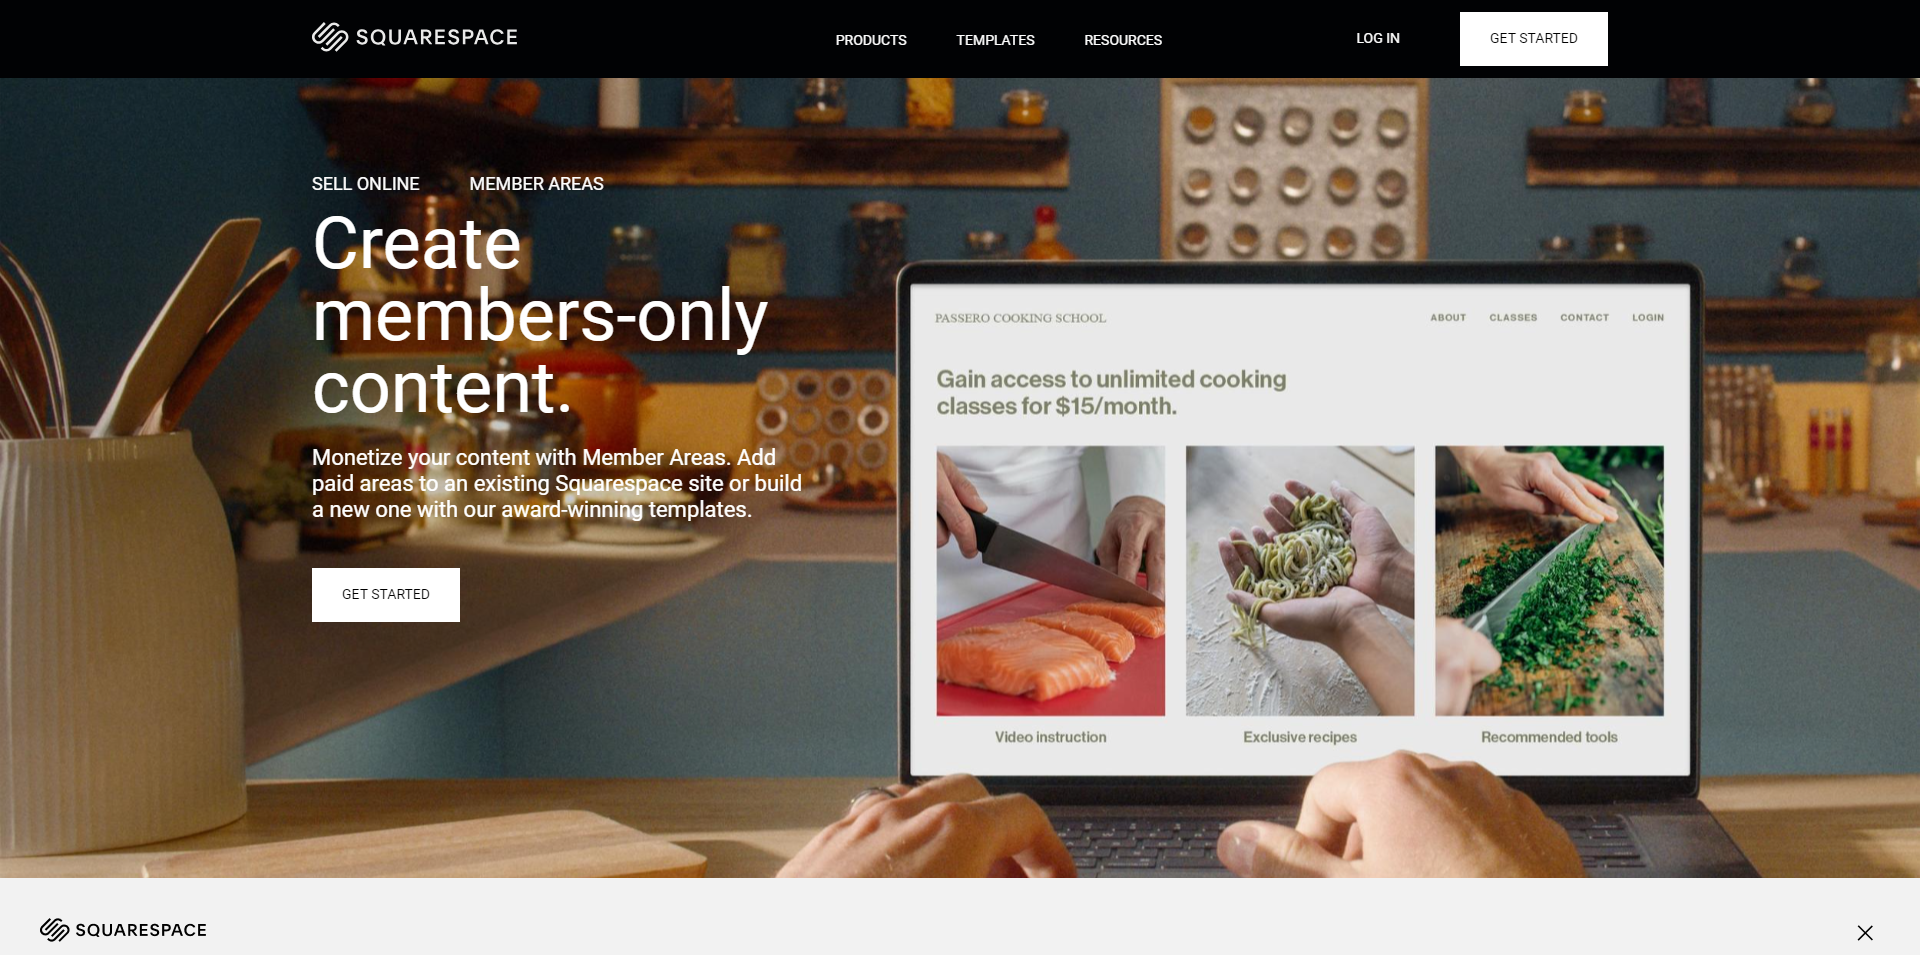 SQUARESPACE
PRODUCTS
TEMPLATES
RESOURCES
LOG IN
GET STARTED
SELL ONLINE
MEMBER AREAS
Create
members-only
content.
Monetize your content with Member Areas. Add
paid areas to an existing Squarespace site or build
a new one with our award-winning templates.
GET STARTED
PASSERO COOKING SCHOOL
ABOUT
CLASSES
CONTACT
LOGIN
Gain access to unlimited cooking
classes for $15/month.
Video instruction
Exclusive recipes
Recommended tools
SQUARESPACE